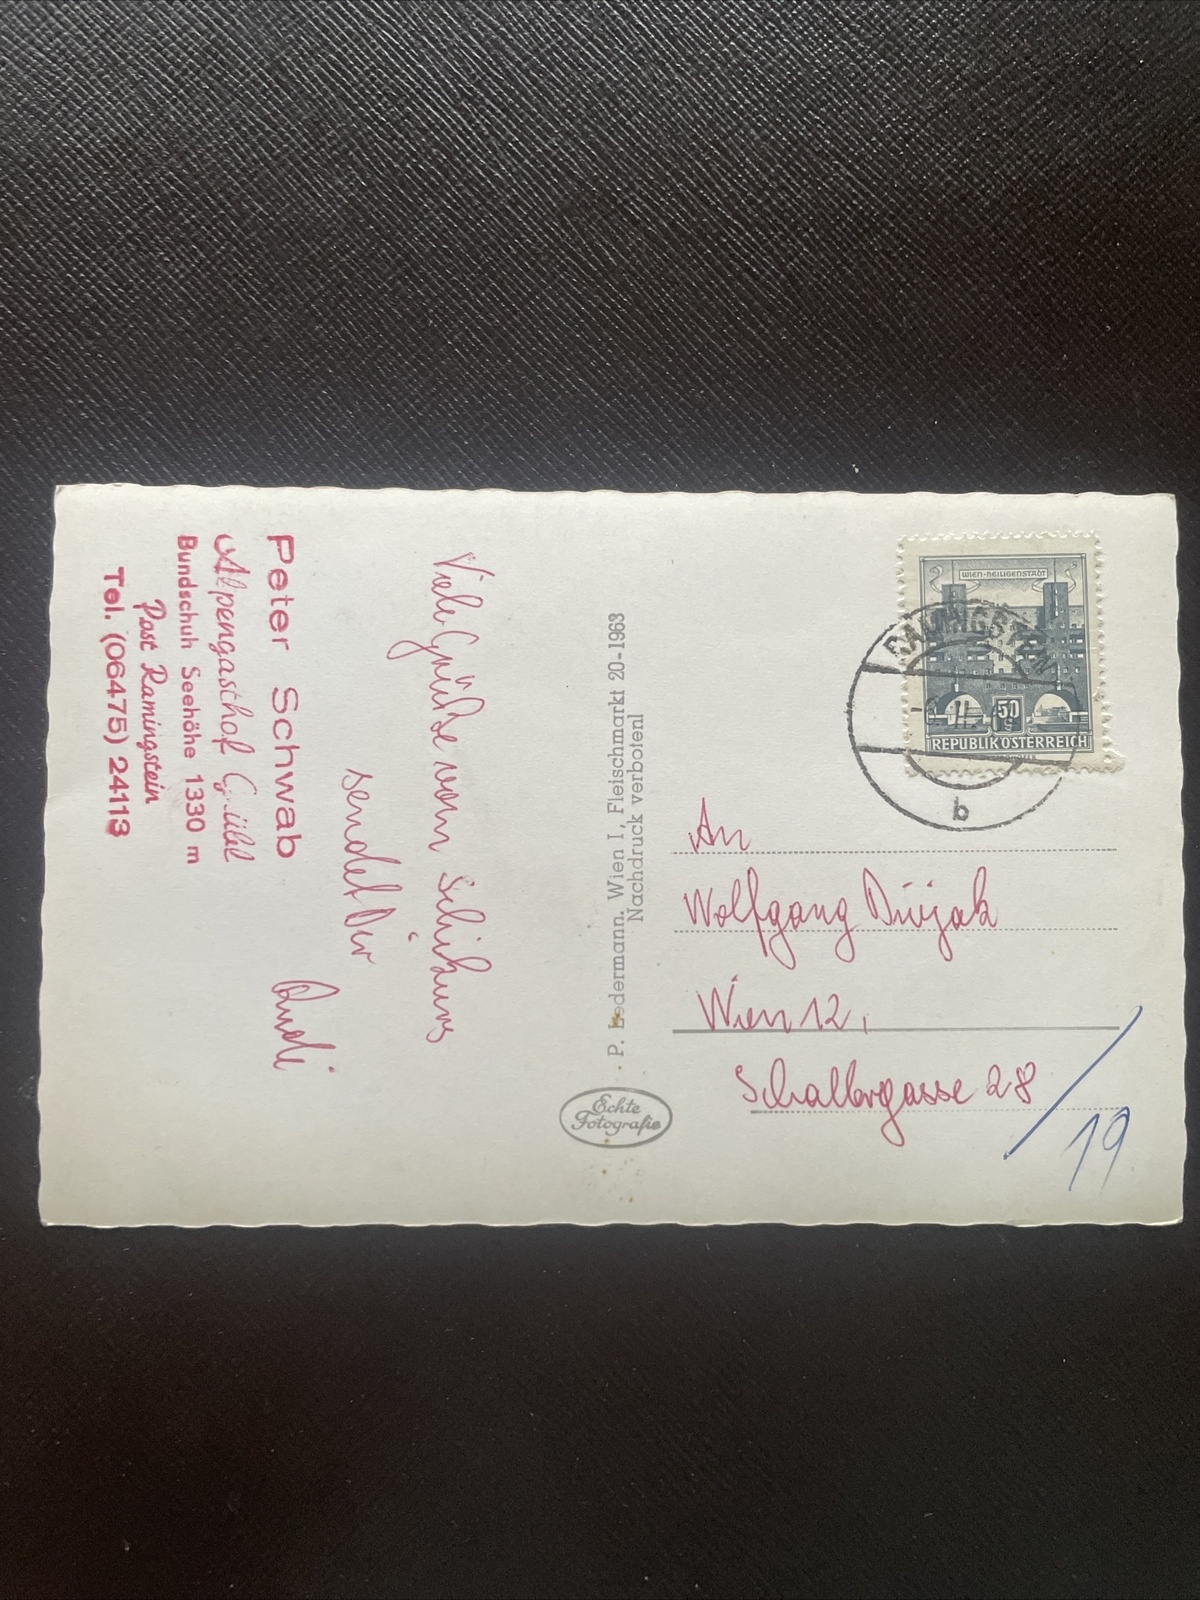 Peter Schwab
Alpengasthof
Bundschuh Seehöhe 1330 m
Post Ramingstein
Tel. (06475) 24113
Viele Grüße vom Schikurs
sendet Dir
Rudi
P. Ledermann, Wien I, Fleischmarkt 20-1963
Nachdruck verboten!
Echte
Fotografie
WIEN-HEILIGENSTADT
50
REPUBLIK ÖSTERREICH
RAMINGSTEIN
b
An
Wolfgang
Wien 12,
Schallergasse 28
/19